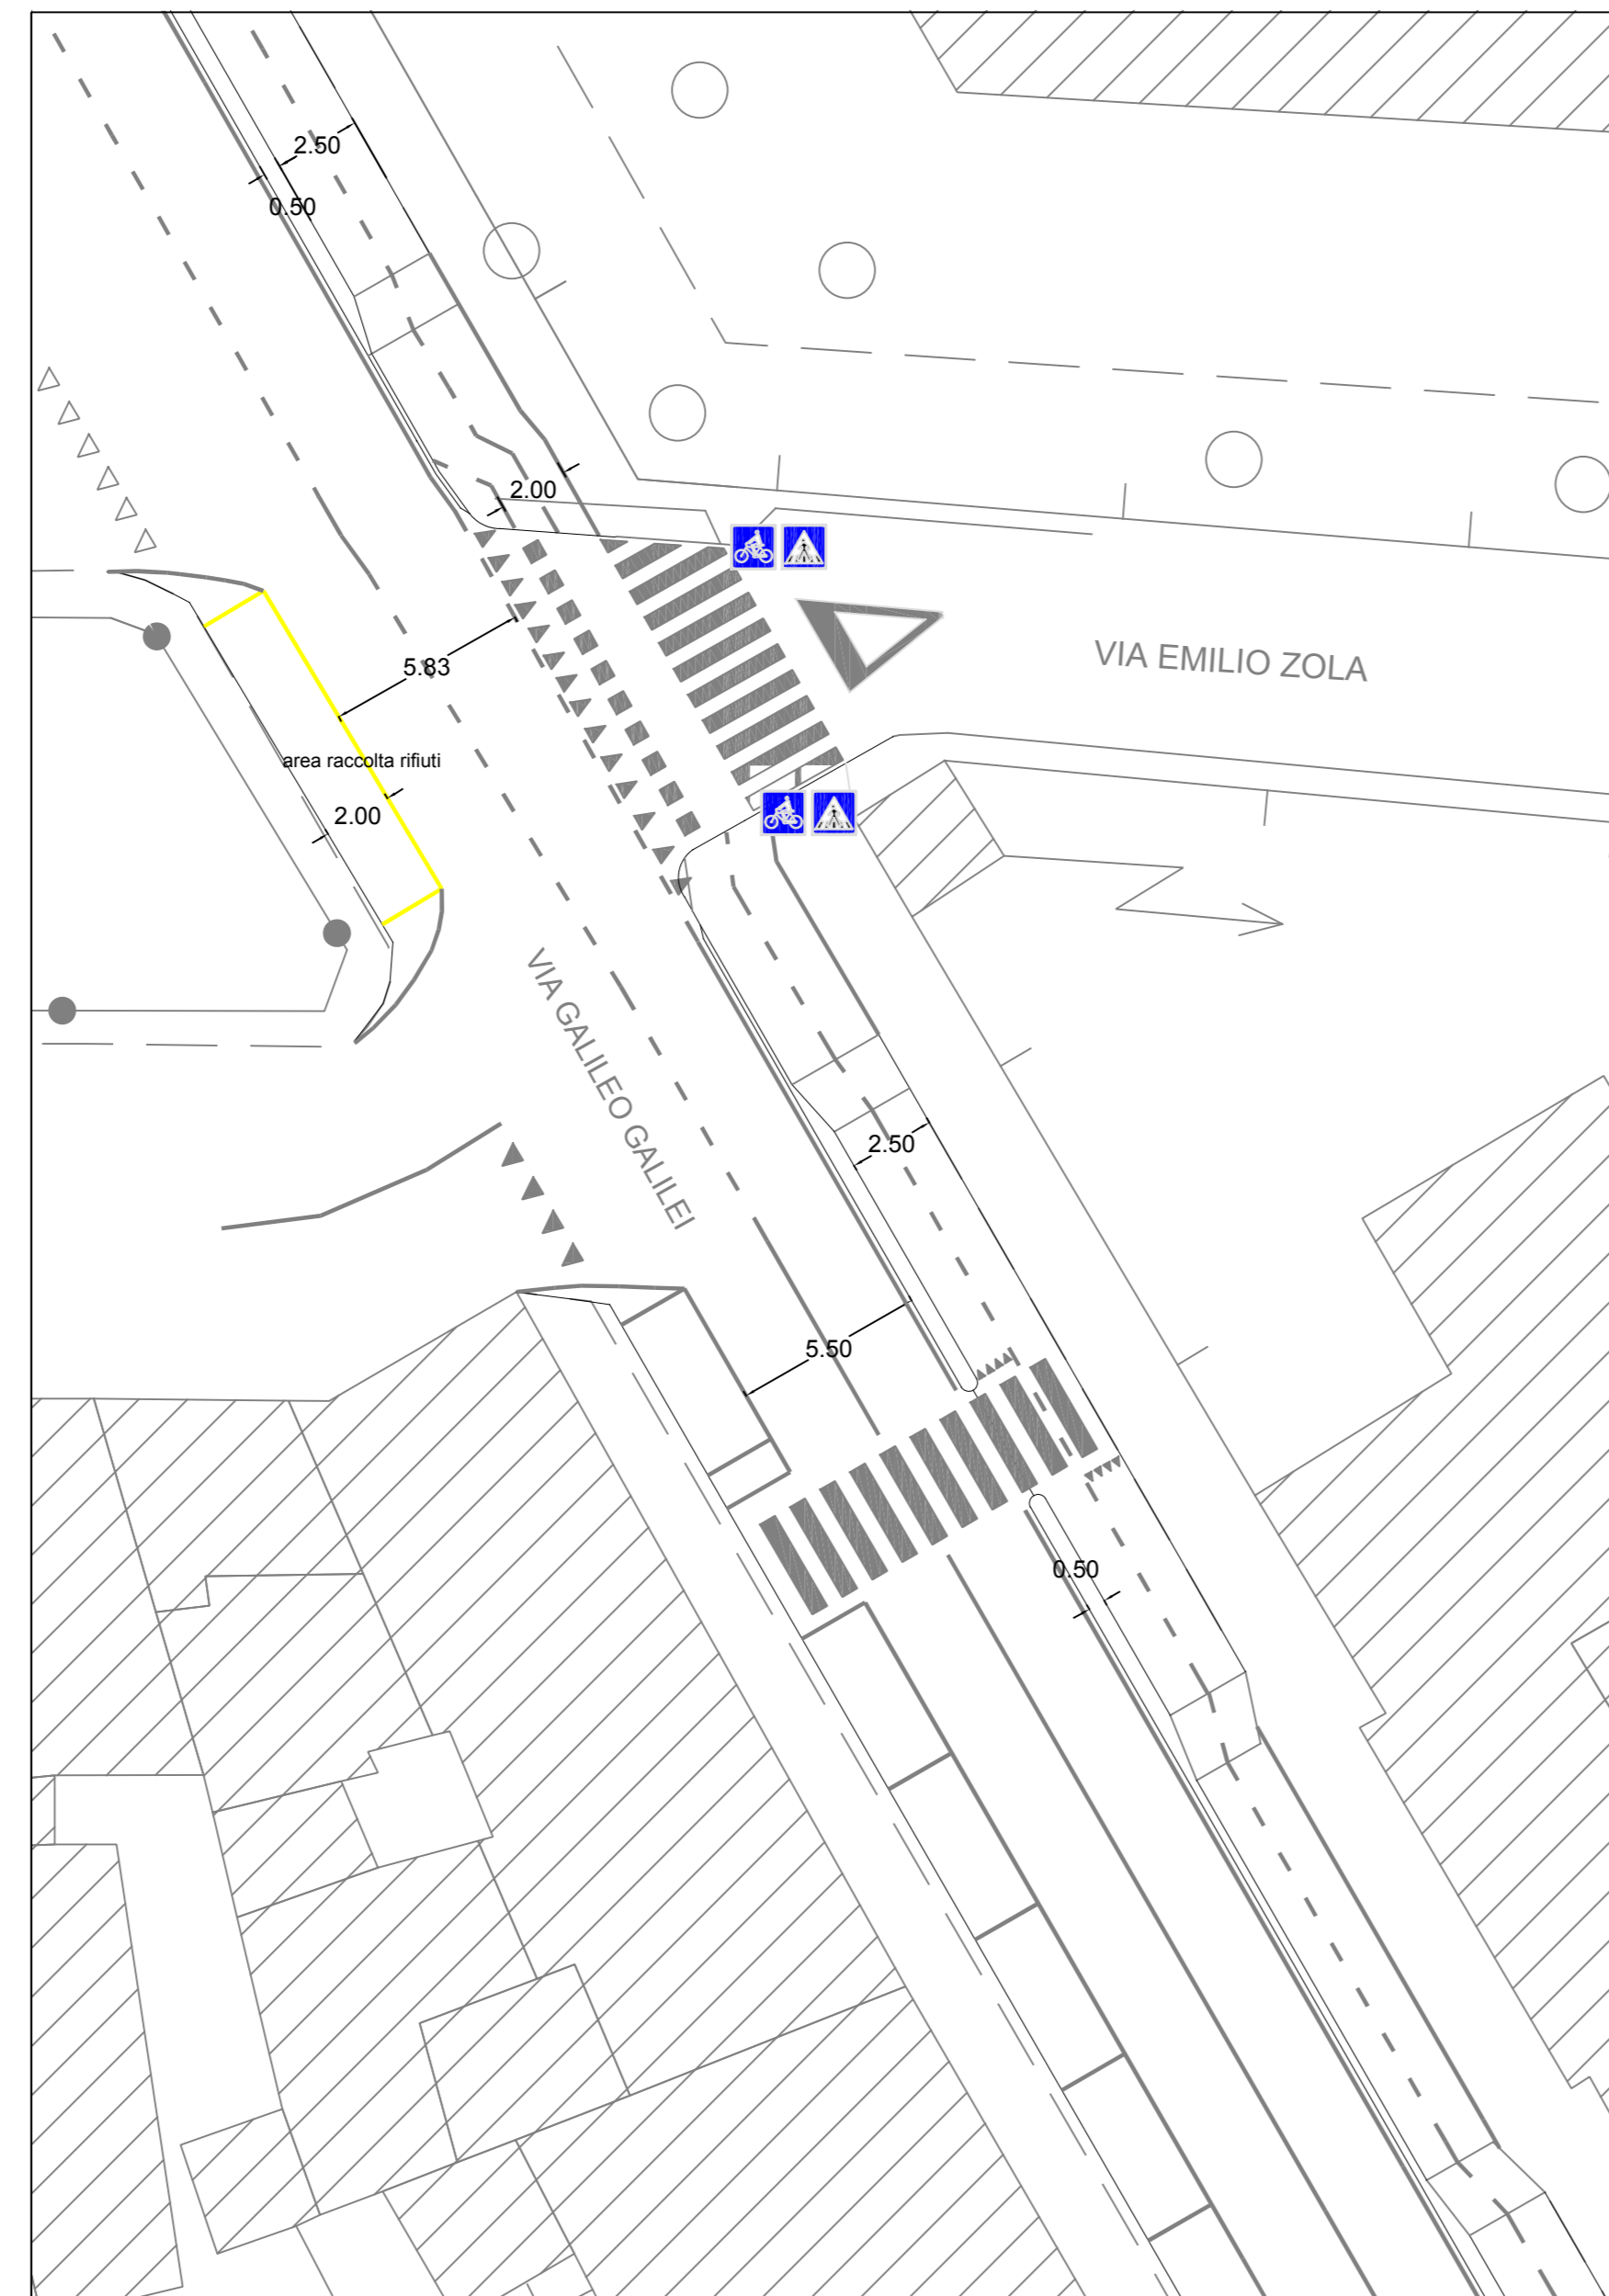 2.50
0.50
2.00
VIA EMILIO ZOLA
5.83
area raccolta rifiuti
2.00
VIA GALILEO GALILEI
2.50
5.50
0.50